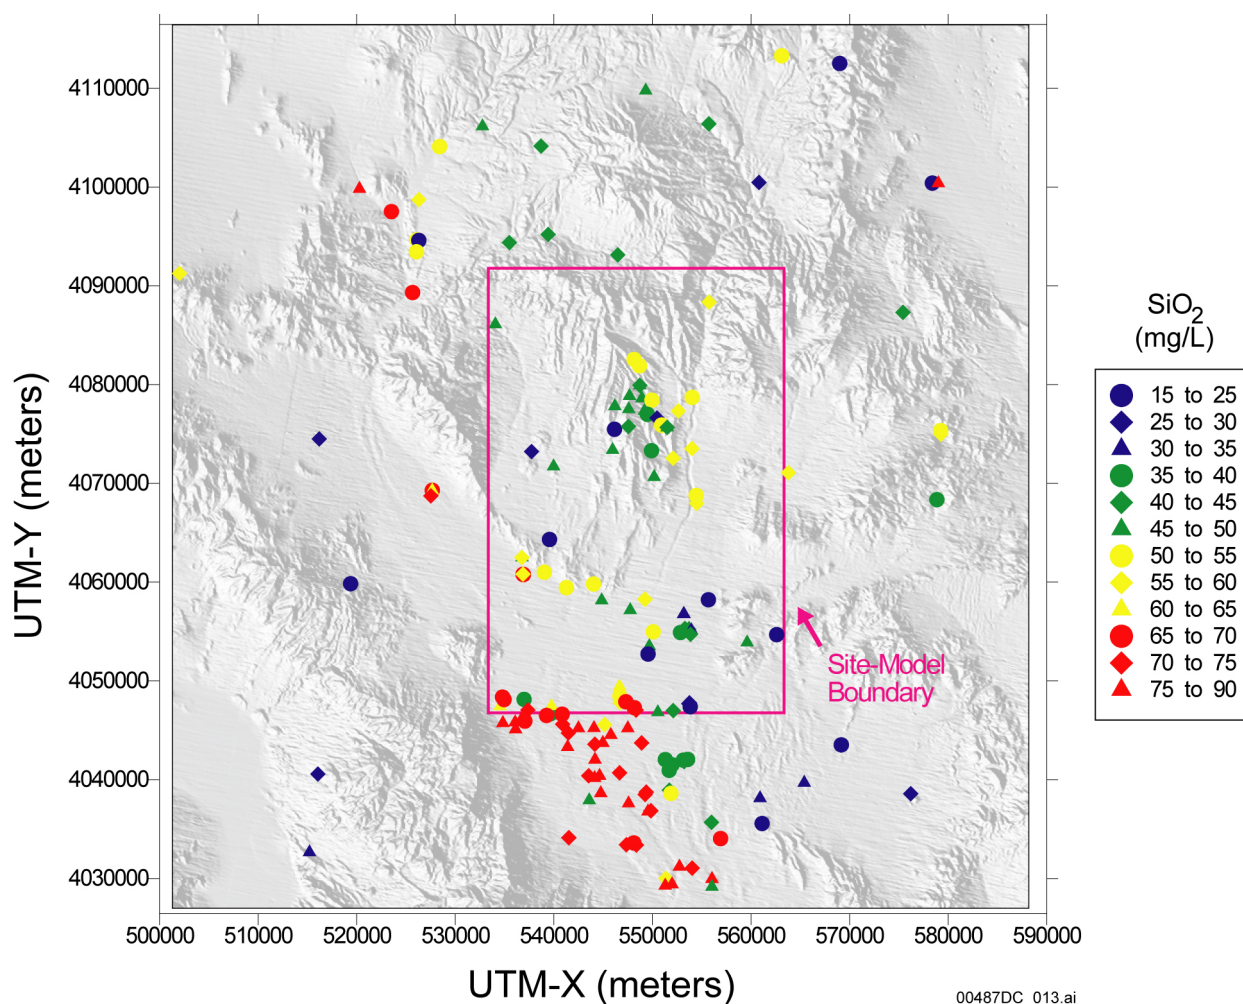 4110000
4100000
4090000
4080000
4070000
4060000
4050000
4040000
4030000
UTM-Y (meters)
500000 510000 520000 530000 540000 550000 560000 570000 580000 590000
UTM-X (meters)
Site-Model
Boundary
SiO2
(mg/L)
15 to 25
25 to 30
30 to 35
35 to 40
40 to 45
45 to 50
50 to 55
55 to 60
60 to 65
65 to 70
70 to 75
75 to 90
00487DC_013.ai